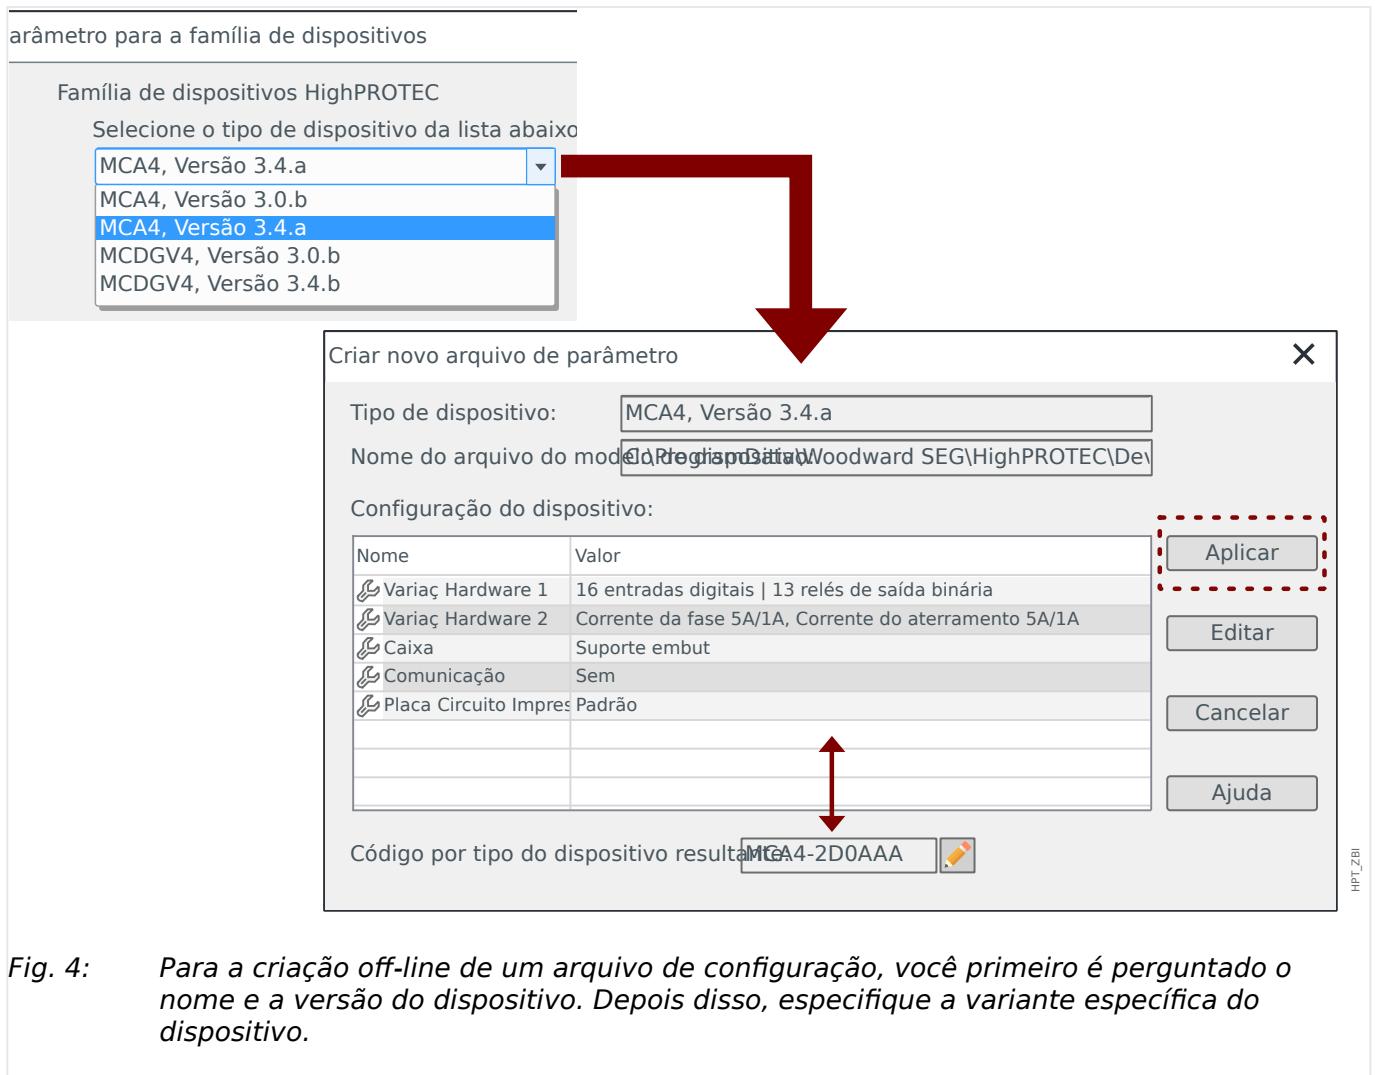 arâmetro para a família de dispositivos
Família de dispositivos HighPROTEC
Selecione o tipo de dispositivo da lista abaixo
MCA4, Versão 3.4.a
MCA4, Versão 3.0.b
MCA4, Versão 3.4.a
MCDGV4, Versão 3.0.b
MCDGV4, Versão 3.4.b
Criar novo arquivo de parâmetro
Tipo de dispositivo: MCA4, Versão 3.4.a
Nome do arquivo do modelo de dispositivo: C:\ProgramData\Woodward SEG\HighPROTEC\Dev
Configuração do dispositivo:
Nome Valor
Variaç Hardware 1 16 entradas digitais | 13 relés de saída binária
Variaç Hardware 2 Corrente da fase 5A/1A, Corrente do aterramento 5A/1A
Caixa Suporte embut
Comunicação Sem
Placa Circuito Impres Padrão
Aplicar
Editar
Cancelar
Ajuda
Código por tipo do dispositivo resultante: MCA4-2D0AAA
HPT_ZBI
Fig. 4: Para a criação off-line de um arquivo de configuração, você primeiro é perguntado o
nome e a versão do dispositivo. Depois disso, especifique a variante específica do
dispositivo.